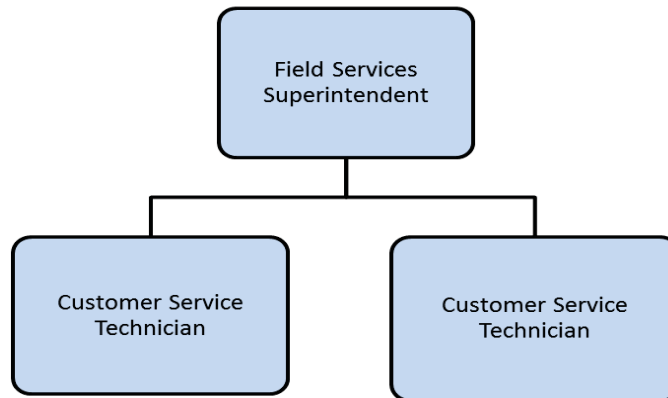 Field Services
Superintendent
Customer Service
Technician
Customer Service
Technician